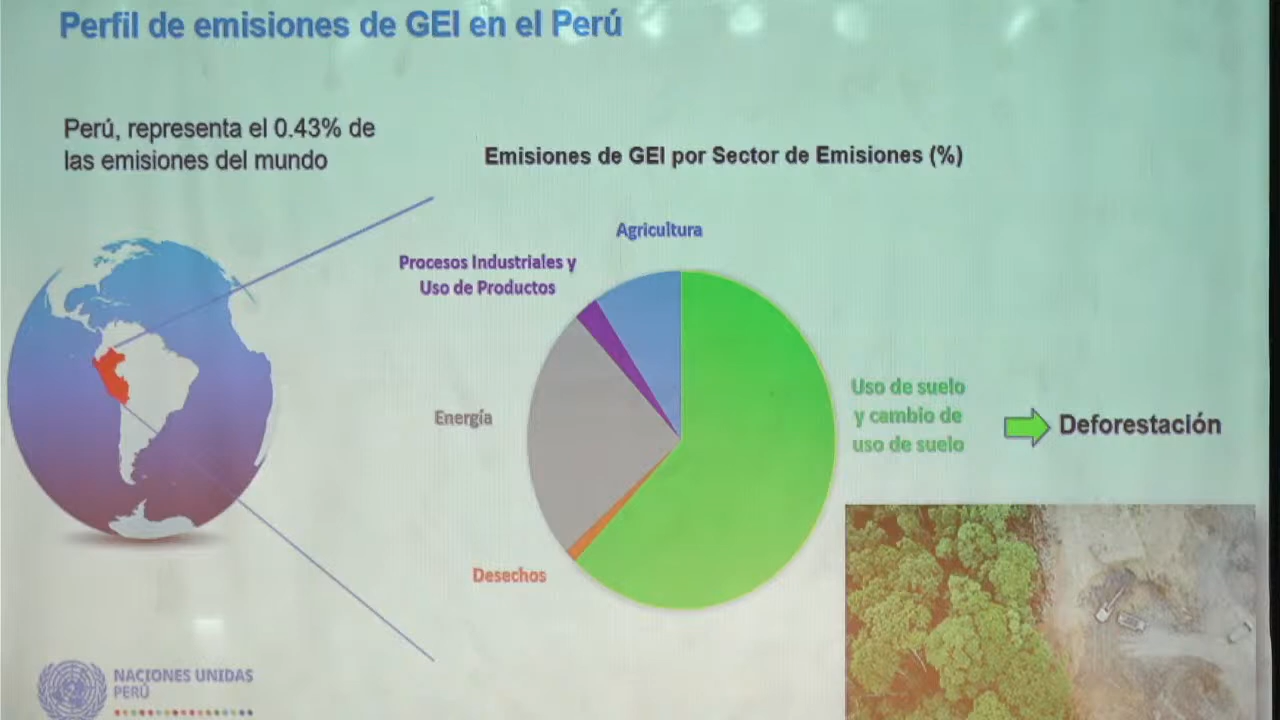 Perfil de emisiones de GEI en el Perú
Perú, representa el 0.43% de
las emisiones del mundo
Emisiones de GEI por Sector de Emisiones (%)
Agricultura
Procesos Industriales y
Uso de Productos
Energía
Desechos
Uso de suelo
y cambio de
uso de suelo
Deforestación
NACIONES UNIDAS
PERÚ